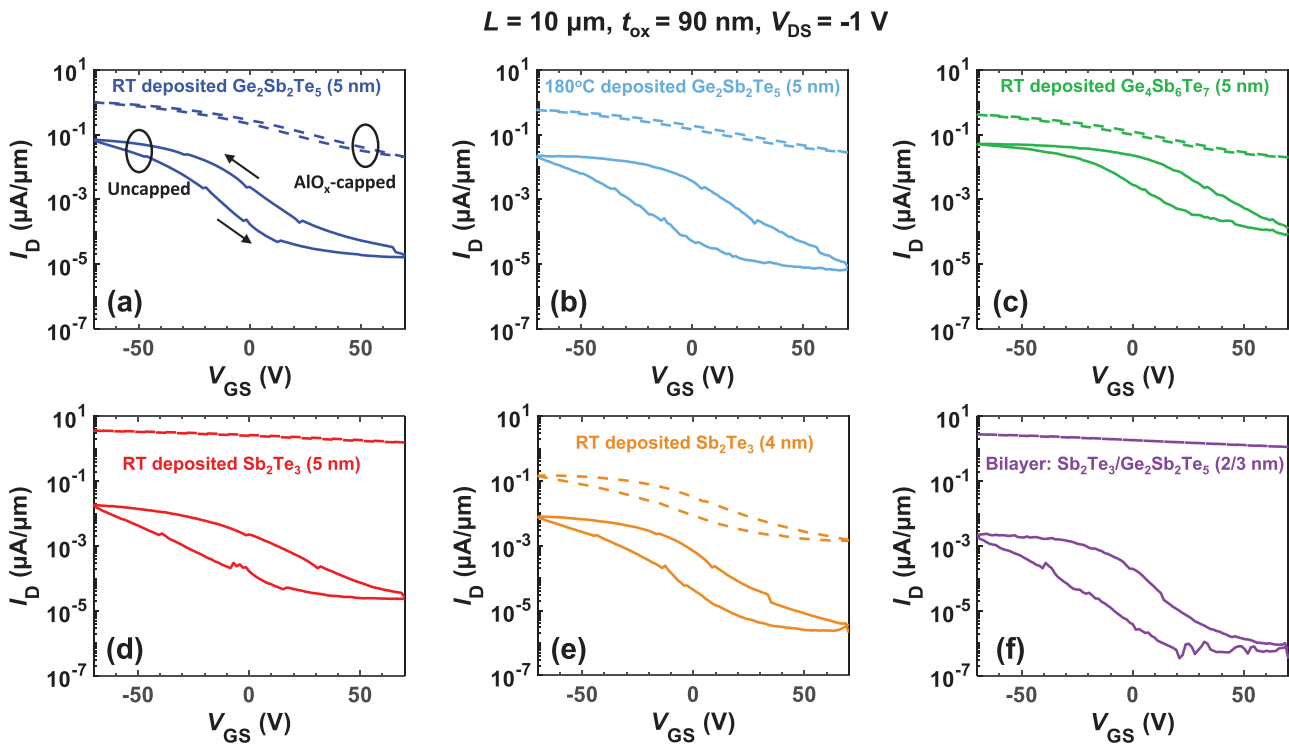 L = 10 μm, tox = 90 nm, VDS = -1 V
RT deposited Ge2Sb2Te5 (5 nm)
Uncapped
AlOx-capped
(a)
10^1
10^-1
10^-3
10^-5
10^-7
ID (μA/μm)
-50 0 50
VGS (V)
180°C deposited Ge2Sb2Te5 (5 nm)
(b)
10^1
10^-1
10^-3
10^-5
10^-7
ID (μA/μm)
-50 0 50
VGS (V)
RT deposited Ge4Sb6Te7 (5 nm)
(c)
10^1
10^-1
10^-3
10^-5
10^-7
ID (μA/μm)
-50 0 50
VGS (V)
RT deposited Sb2Te3 (5 nm)
(d)
10^1
10^-1
10^-3
10^-5
10^-7
ID (μA/μm)
-50 0 50
VGS (V)
RT deposited Sb2Te3 (4 nm)
(e)
10^1
10^-1
10^-3
10^-5
10^-7
ID (μA/μm)
-50 0 50
VGS (V)
Bilayer: Sb2Te3/Ge2Sb2Te5 (2/3 nm)
(f)
10^1
10^-1
10^-3
10^-5
10^-7
ID (μA/μm)
-50 0 50
VGS (V)